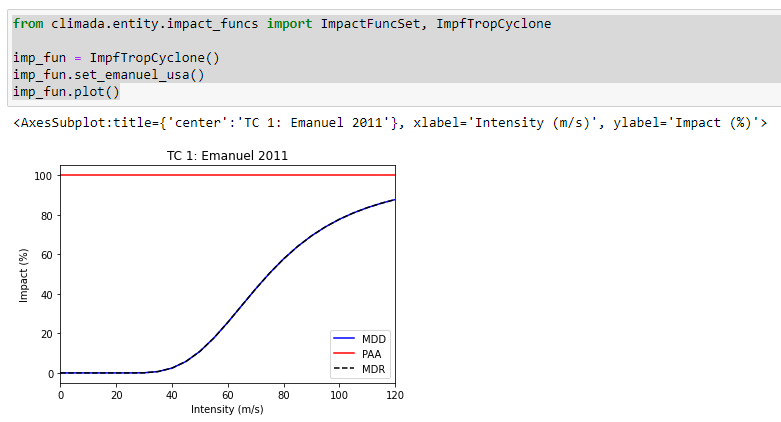 from climada.entity.impact_funcs import ImpactFuncSet, ImpfTropCyclone
imp_fun = ImpfTropCyclone()
imp_fun.set_emanuel_usa()
imp_fun.plot()
<AxesSubplot:title={'center':'TC 1: Emanuel 2011'}, xlabel='Intensity (m/s)', ylabel='Impact (%)'>
TC 1: Emanuel 2011
100
80
60
40
20
0
Impact (%)
MDD
PAA
MDR
0 20 40 60 80 100 120
Intensity (m/s)